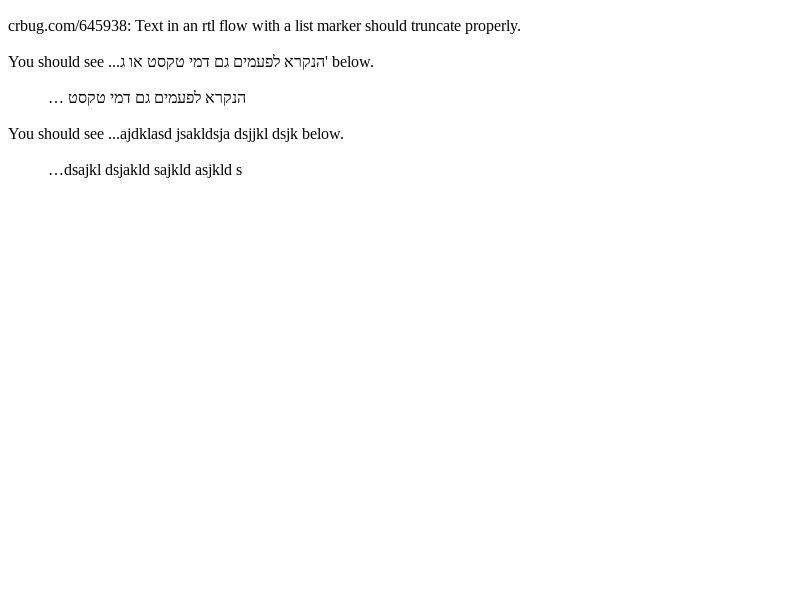 crbug.com/645938: Text in an rtl flow with a list marker should truncate properly.
You should see ...הנקרא לפעמים גם דמי טקסט או ג' below.
הנקרא לפעמים גם דמי טקסט …
You should see ...ajdklasd jsakldsja dsjjkl dsjk below.
…dsajkl dsjakld sajkld asjkld s